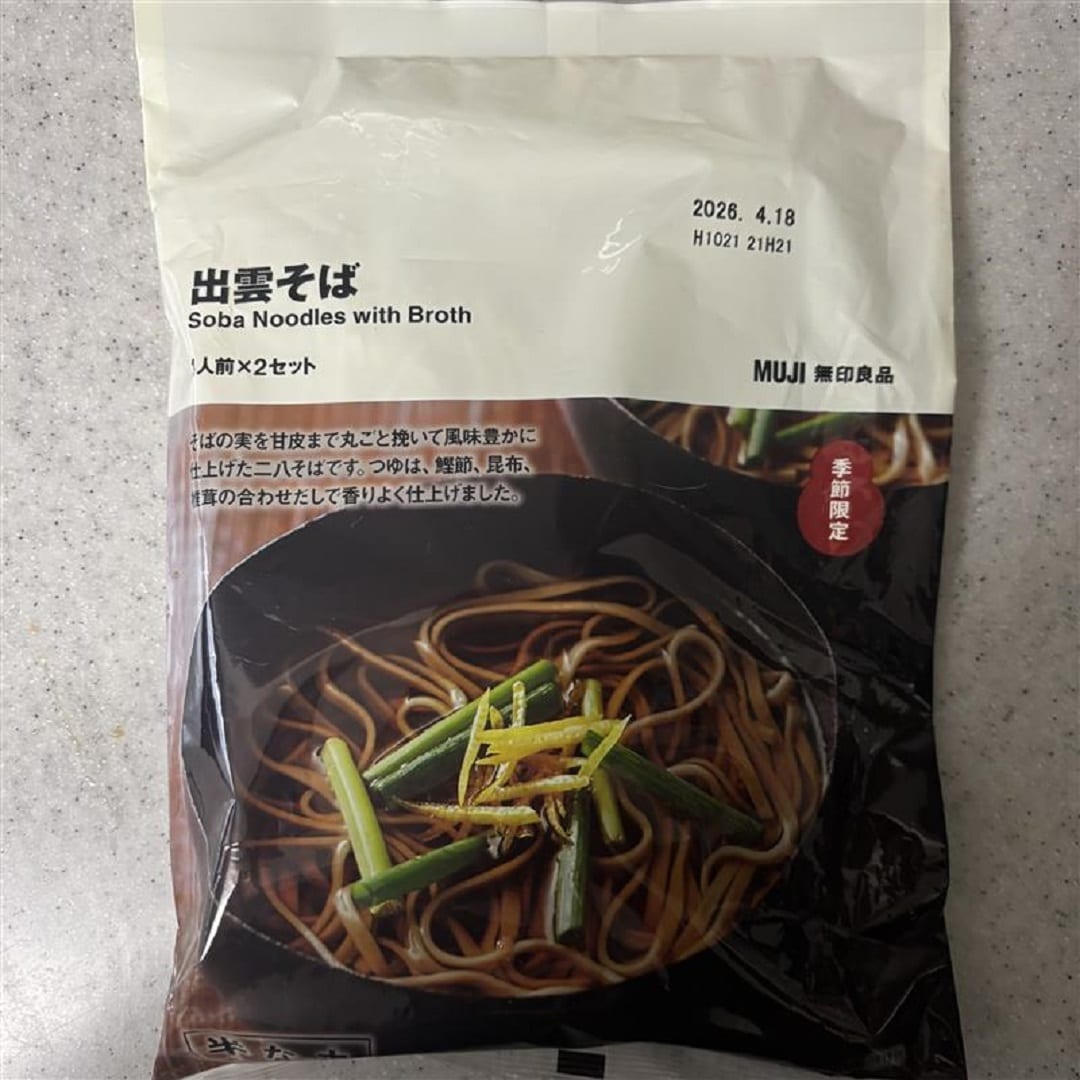 2026. 4.18
H1021 21H21
出雲そば
Soba Noodles with Broth
1人前×2セット
MUJI 無印良品
そばの実を甘皮まで丸ごと挽いて風味豊かに
仕上げた二八そばです。つゆは、鰹節、昆布、
椎茸の合わせだしで香りよく仕上げました。
季節限定